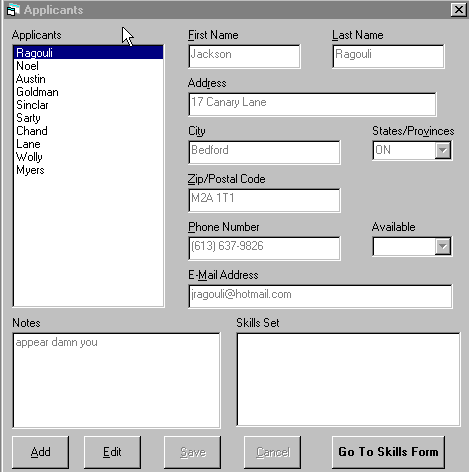 Applicants
Applicants
Ragouli
Noel
Austin
Goldman
Sinclar
Sarty
Chand
Lane
Wolly
Myers
First Name
Last Name
Jackson
Ragouli
Address
17 Canary Lane
City
States/Provinces
Bedford
ON
Zip/Postal Code
M2A 1T1
Phone Number
Available
(613) 637-9826
E-Mail Address
jragouli@hotmail.com
Notes
Skills Set
appear damn you
Add
Edit
Save
Cancel
Go To Skills Form